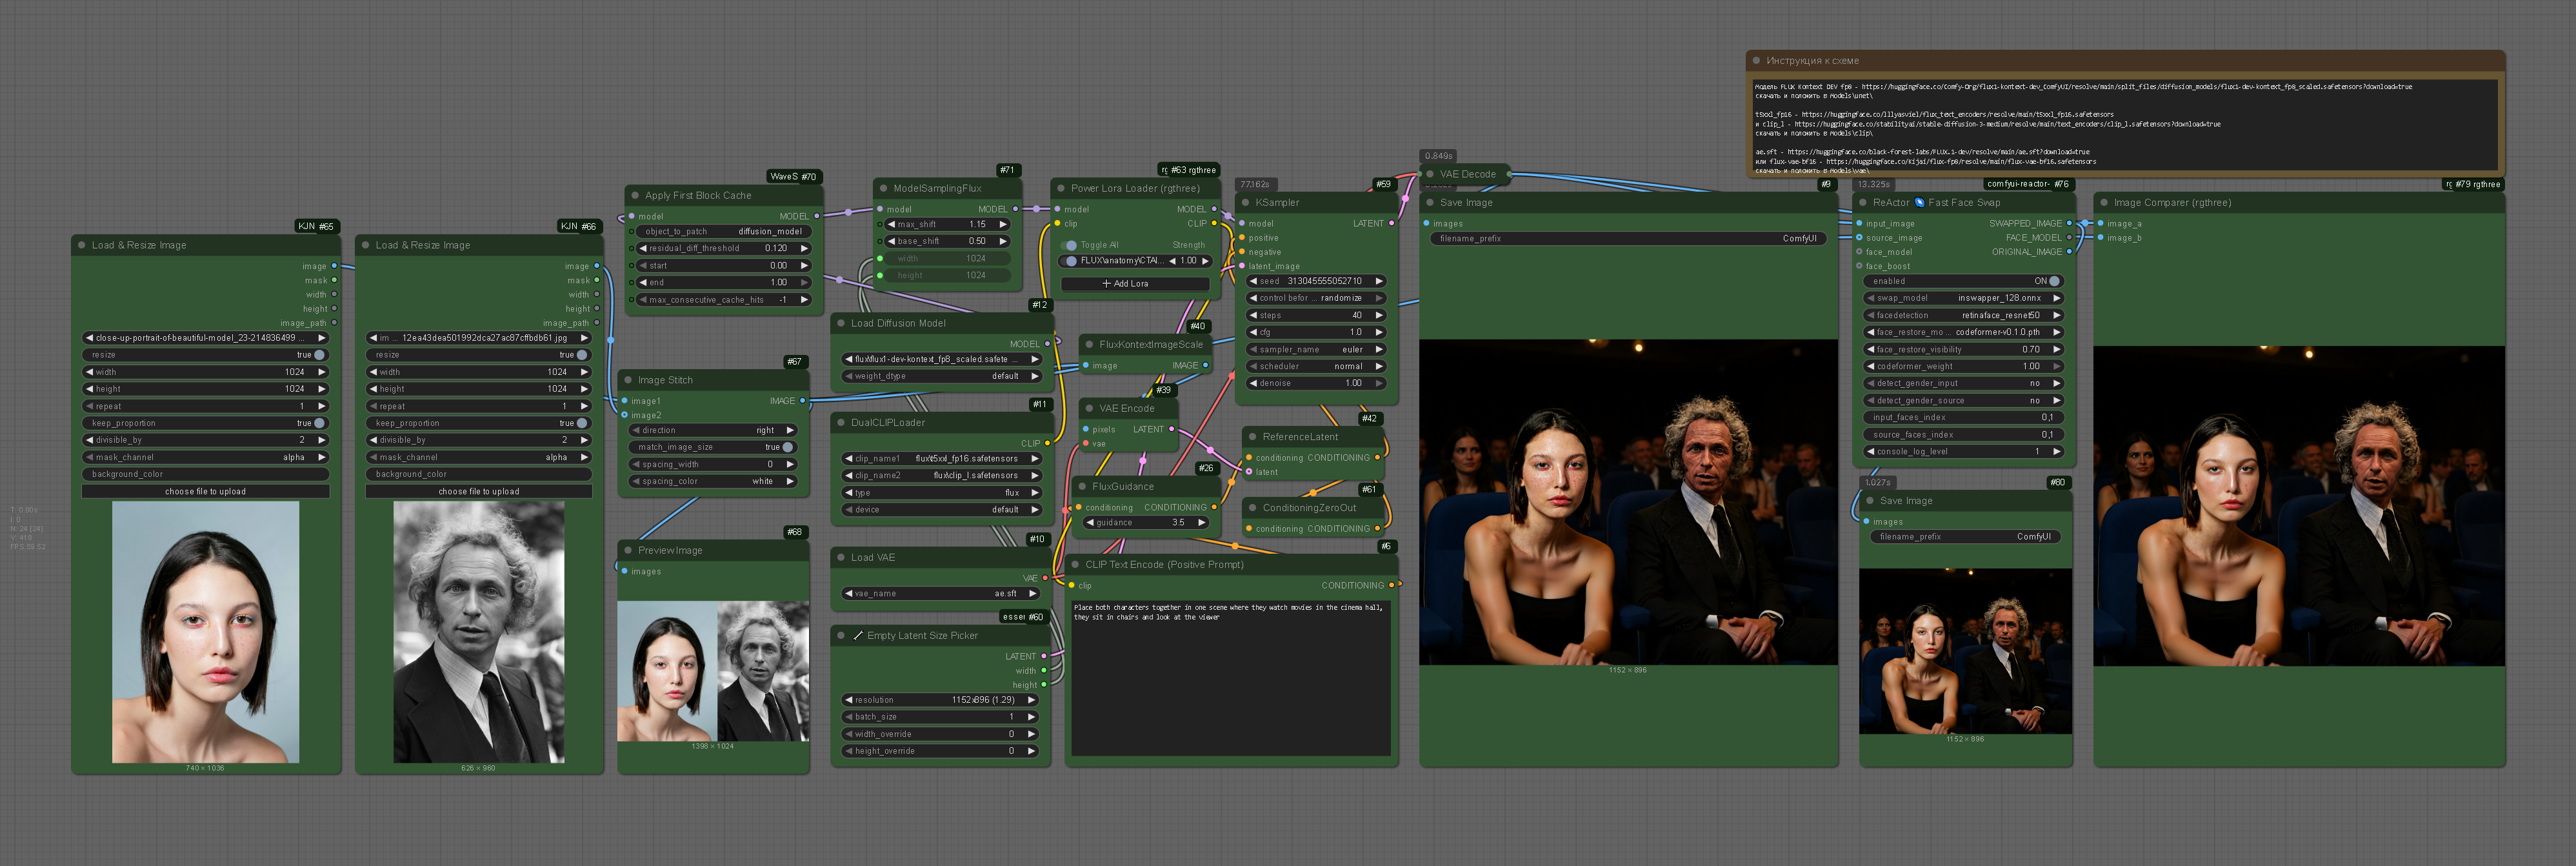 Инструкция к схеме
Модель FLUX Kontext DEV fp8 - https://huggingface.co/Comfy-Org/flux1-kontext-dev_ComfyUI/resolve/main/split_files/diffusion_models/flux1-dev-kontext_fp8_scaled.safetensors?download=true
скачать и положить в Models\unet\
t5xxl_fp16 - https://huggingface.co/lllyasviel/flux_text_encoders/resolve/main/t5xxl_fp16.safetensors
и clip_l - https://huggingface.co/stabilityai/stable-diffusion-3-medium/resolve/main/text_encoders/clip_l.safetensors?download=true
скачать и положить в Models\clip\
ae.sft - https://huggingface.co/black-forest-labs/FLUX.1-dev/resolve/main/ae.sft?download=true
или flux-vae-bf16 - https://huggingface.co/Kijai/flux-fp8/resolve/main/flux-vae-bf16.safetensors
скачать и положить в Models\vae\
KJN #65
Load & Resize Image
image
mask
width
height
image_path
close-up-portrait-of-beautiful-model_23-214836499 ...
resize true
width 1024
height 1024
repeat 1
keep_proportion true
divisible_by 2
mask_channel alpha
background_color
choose file to upload
740 × 1036
KJN #66
Load & Resize Image
image
mask
width
height
image_path
im ... 12ea43dea501992dca27ac87cffbdb61.jpg
resize true
width 1024
height 1024
repeat 1
keep_proportion true
divisible_by 2
mask_channel alpha
background_color
choose file to upload
626 × 960
WaveS #70
Apply First Block Cache
model MODEL
object_to_patch diffusion_model
residual_diff_threshold 0.120
start 0.00
end 1.00
max_consecutive_cache_hits -1
#67
Image Stitch
image1 IMAGE
image2
direction right
match_image_size true
spacing_width 0
spacing_color white
#68
Preview Image
images
1398 × 1024
#71
ModelSamplingFlux
model MODEL
max_shift 1.15
base_shift 0.50
width 1024
height 1024
#12
Load Diffusion Model
MODEL
flux\flux1-dev-kontext_fp8_scaled.safete ...
weight_dtype default
#11
DualCLIPLoader
CLIP
clip_name1 flux\t5xxl_fp16.safetensors
clip_name2 flux\clip_l.safetensors
type flux
device default
#10
Load VAE
VAE
vae_name ae.sft
esser #60
Empty Latent Size Picker
LATENT
width
height
resolution 1152x896 (1.29)
batch_size 1
width_override 0
height_override 0
#63 rgthree
Power Lora Loader (rgthree)
model MODEL
clip CLIP
Toggle All Strength
FLUX\anatomy\CTAI... 1.00
+ Add Lora
#40
FluxKontextImageScale
image IMAGE
#39
VAE Encode
pixels LATENT
vae
#26
FluxGuidance
conditioning CONDITIONING
guidance 3.5
77.162s
#59
KSampler
model LATENT
positive
negative
latent_image
seed 313045555052710
control befor ... randomize
steps 40
cfg 1.0
sampler_name euler
scheduler normal
denoise 1.00
#42
ReferenceLatent
conditioning CONDITIONING
latent
#61
ConditioningZeroOut
conditioning CONDITIONING
#6
CLIP Text Encode (Positive Prompt)
clip CONDITIONING
Place both characters together in one scene where they watch movies in the cinema hall,
they sit in chairs and look at the viewer
0.849s
VAE Decode
#9
Save Image
images
filename_prefix ComfyUI
1152 × 896
13.325s
comfyui-reactor- #76
ReActor Fast Face Swap
input_image SWAPPED_IMAGE
source_image FACE_MODEL
face_model ORIGINAL_IMAGE
face_boost
enabled ON
swap_model inswapper_128.onnx
facedetection retinaface_resnet50
face_restore_mo ... codeformer-v0.1.0.pth
face_restore_visibility 0.70
codeformer_weight 1.00
detect_gender_input no
detect_gender_source no
input_faces_index 0,1
source_faces_index 0,1
console_log_level 1
1.027s
#80
Save Image
images
filename_prefix ComfyUI
1152 × 896
#79 rgthree
Image Comparer (rgthree)
image_a
image_b
T: 0.00s
I: 0
N: 24 [24]
V: 416